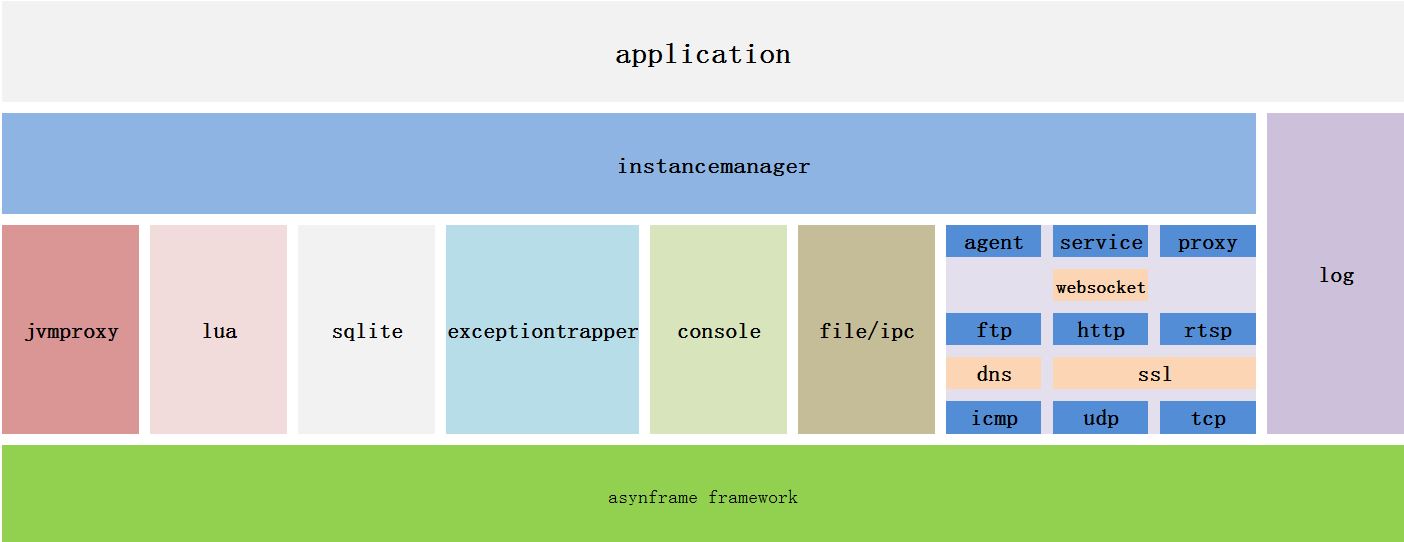 application
instancemanager
log
jvmproxy
lua
sqlite
exceptiontrapper
console
file/ipc
agent
service
proxy
websocket
ftp
http
rtsp
dns
ssl
icmp
udp
tcp
asynframe framework